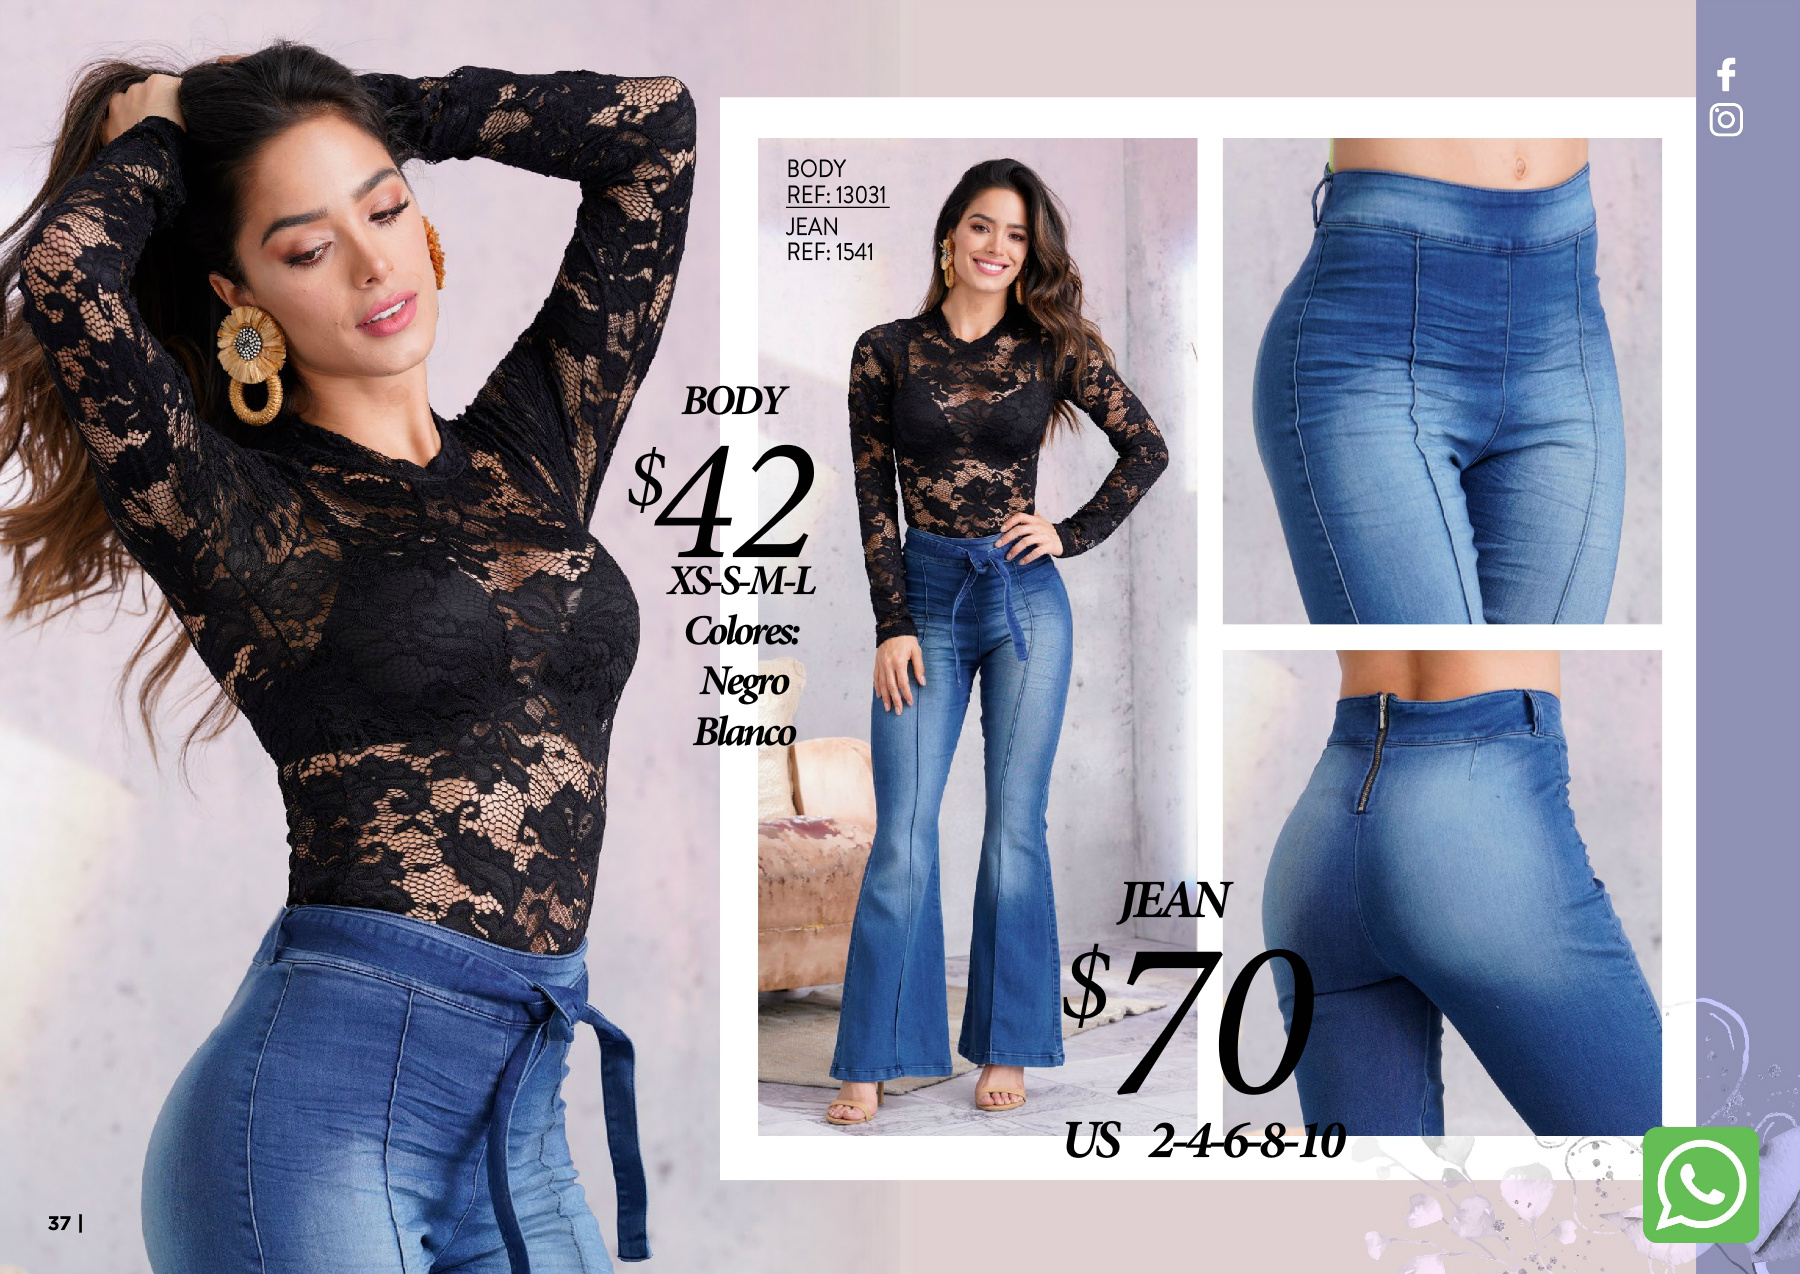 BODY
REF: 13031
JEAN
REF: 1541
BODY
$42
XS-S-M-L
Colores:
Negro
Blanco
JEAN
$70
US 2-4-6-8-10
37 |